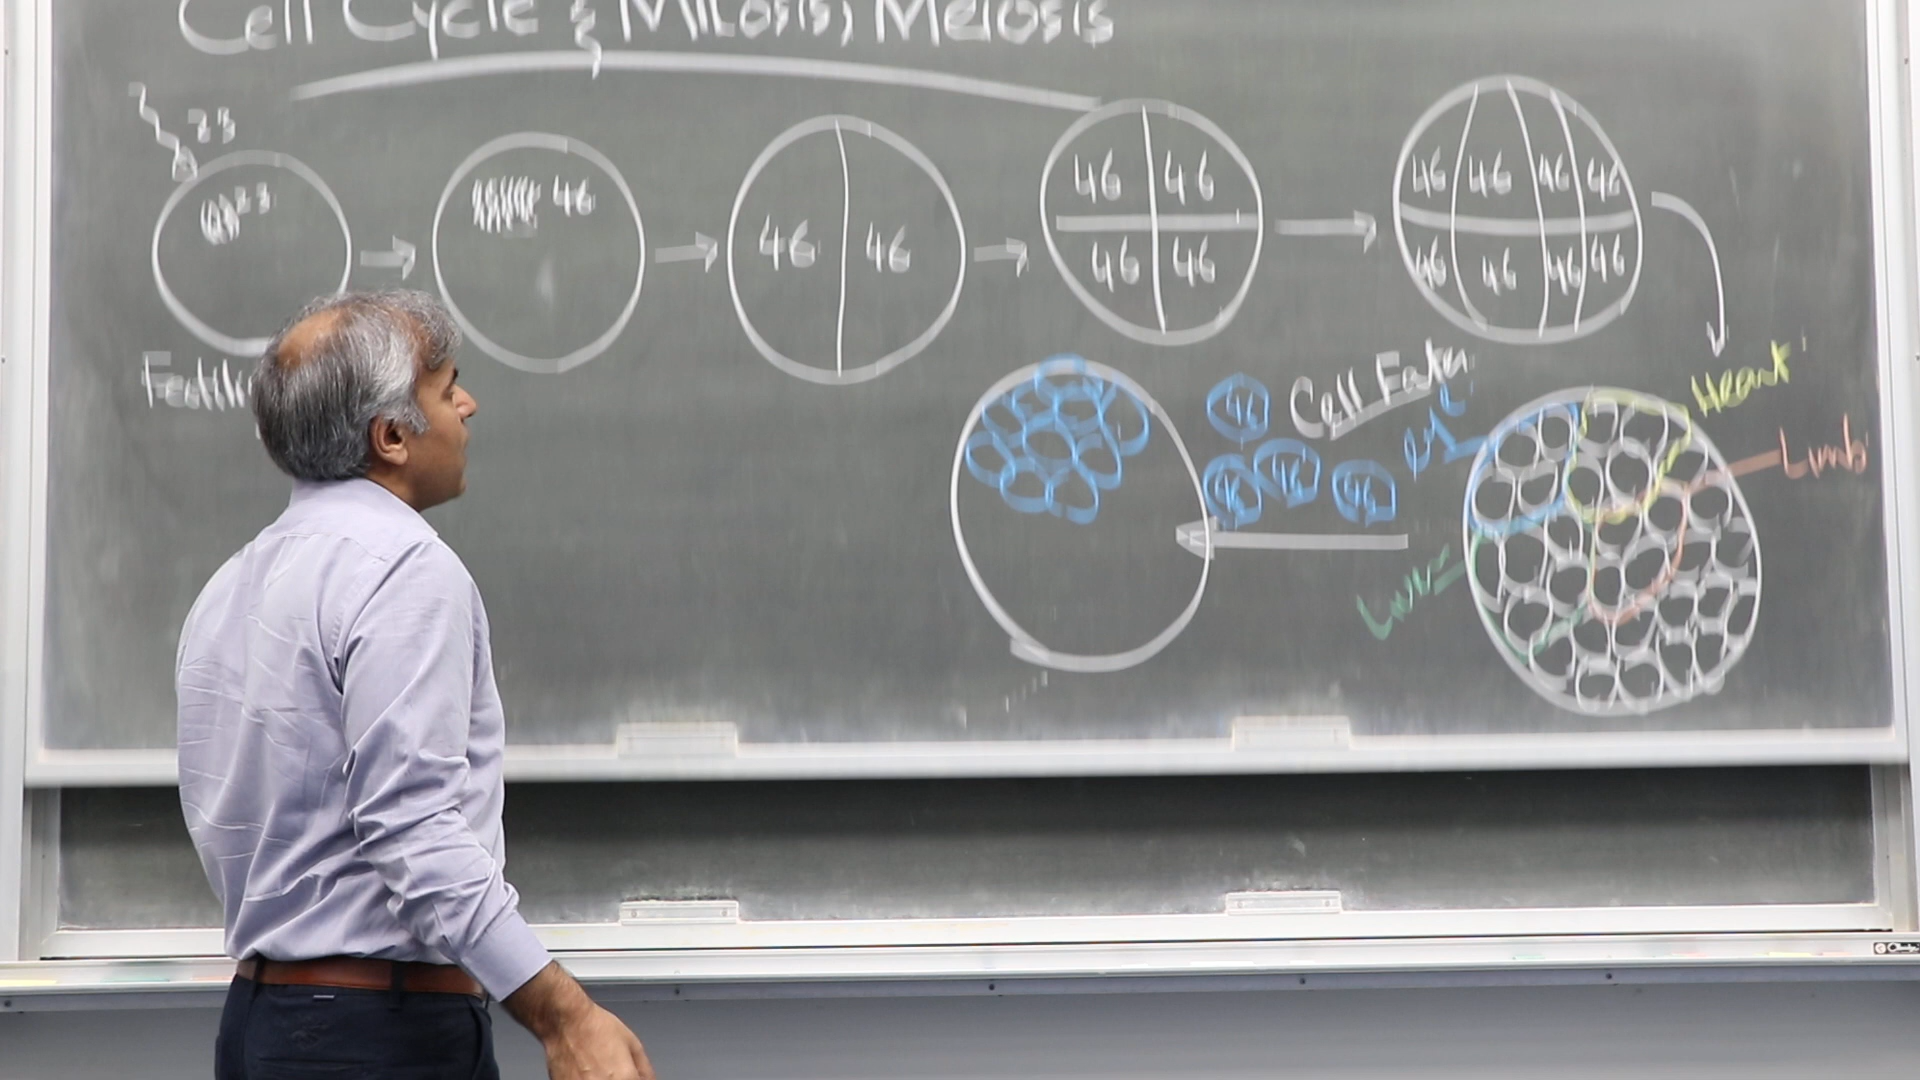 Cell Cycle & Mitosis, Meiosis
23
23
46
46 46
46 46
46 46
46 46 46 46
46 46 46 46
Cell Fate
46
46 46 46
Heart
Limb